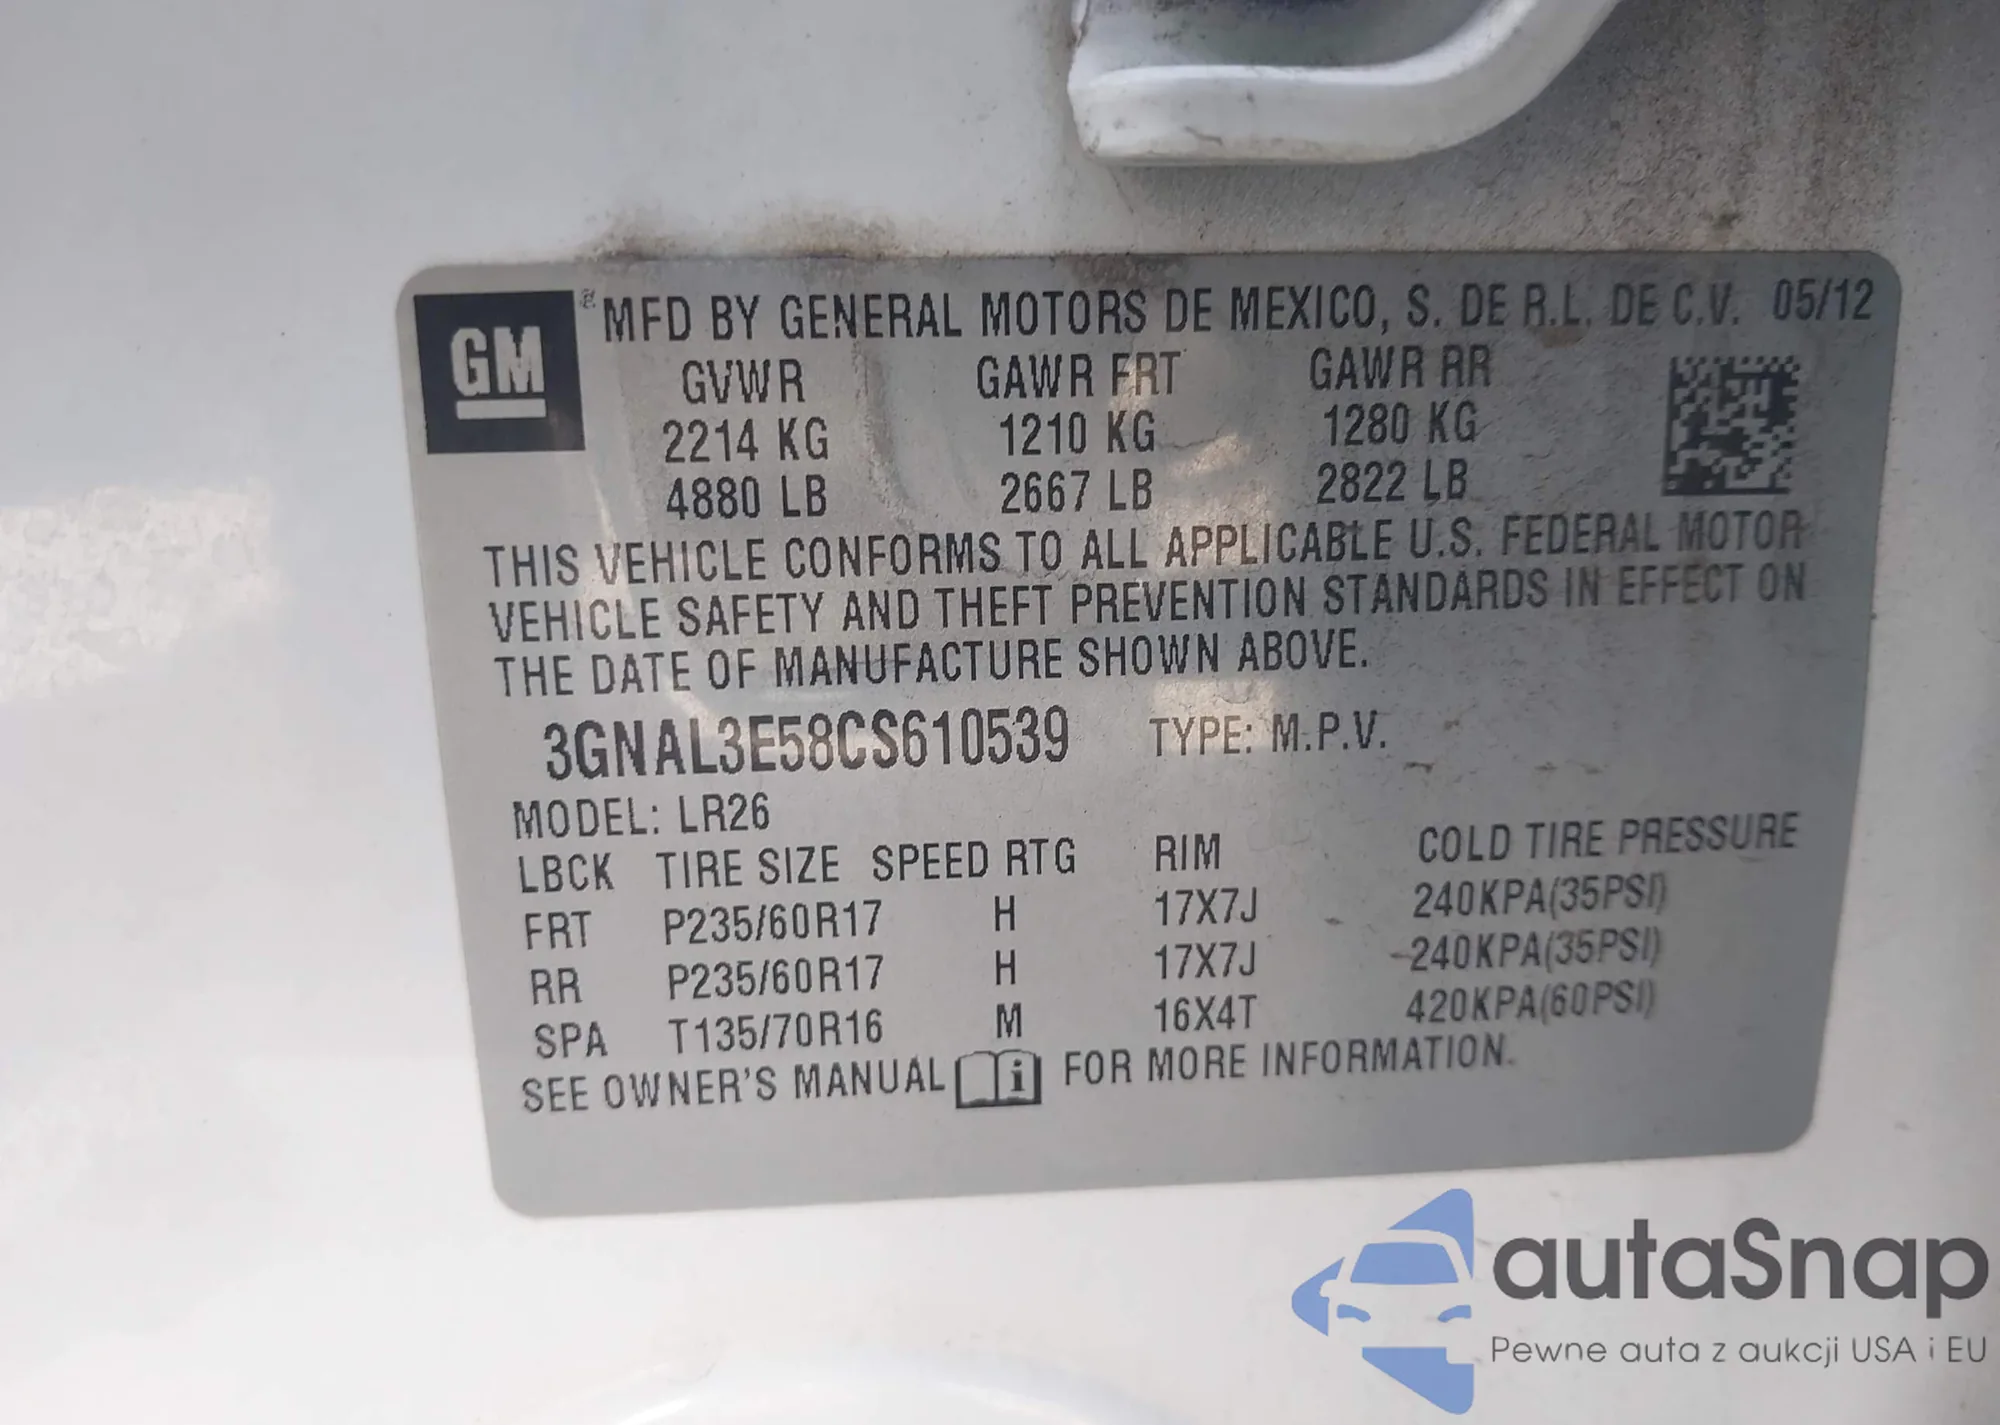 GM
MFD BY GENERAL MOTORS DE MEXICO, S. DE R.L. DE C.V. 05/12
GVWR GAWR FRT GAWR RR
2214 KG 1210 KG 1280 KG
4880 LB 2667 LB 2822 LB
THIS VEHICLE CONFORMS TO ALL APPLICABLE U.S. FEDERAL MOTOR
VEHICLE SAFETY AND THEFT PREVENTION STANDARDS IN EFFECT ON
THE DATE OF MANUFACTURE SHOWN ABOVE.
3GNAL3E58CS610539 TYPE: M.P.V.
MODEL: LR26
LBCK TIRE SIZE SPEED RTG RIM COLD TIRE PRESSURE
FRT P235/60R17 H 17X7J 240KPA(35PSI)
RR P235/60R17 H 17X7J 240KPA(35PSI)
SPA T135/70R16 M 16X4T 420KPA(60PSI)
SEE OWNER'S MANUAL i FOR MORE INFORMATION.
autaSnap
Pewne auta z aukcji USA i EU